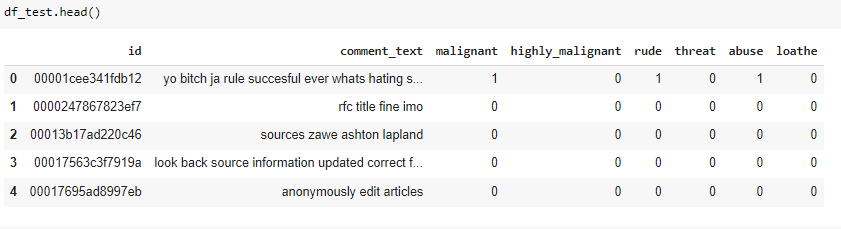 df_test.head()
id comment_text malignant highly_malignant rude threat abuse loathe
0 00001cee341fdb12 yo bitch ja rule succesful ever whats hating s... 1 0 1 0 1 0
1 0000247867823ef7 rfc title fine imo 0 0 0 0 0 0
2 00013b17ad220c46 sources zawe ashton lapland 0 0 0 0 0 0
3 00017563c3f7919a look back source information updated correct f... 0 0 0 0 0 0
4 00017695ad8997eb anonymously edit articles 0 0 0 0 0 0